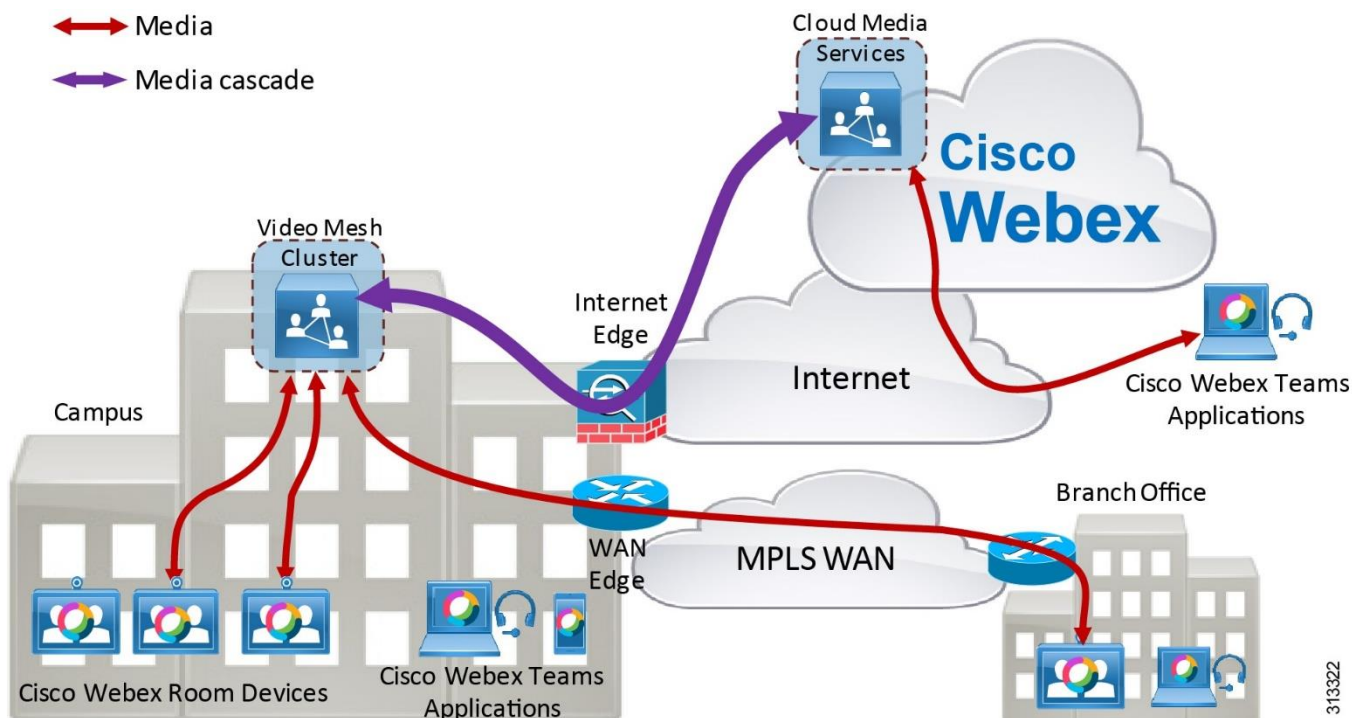 Media
Media cascade
Cloud Media
Services
Cisco
Webex
Video Mesh
Cluster
Internet
Edge
Internet
Cisco Webex Teams
Applications
Campus
Branch Office
WAN
Edge
MPLS WAN
Cisco Webex Room Devices
Cisco Webex Teams
Applications
313322